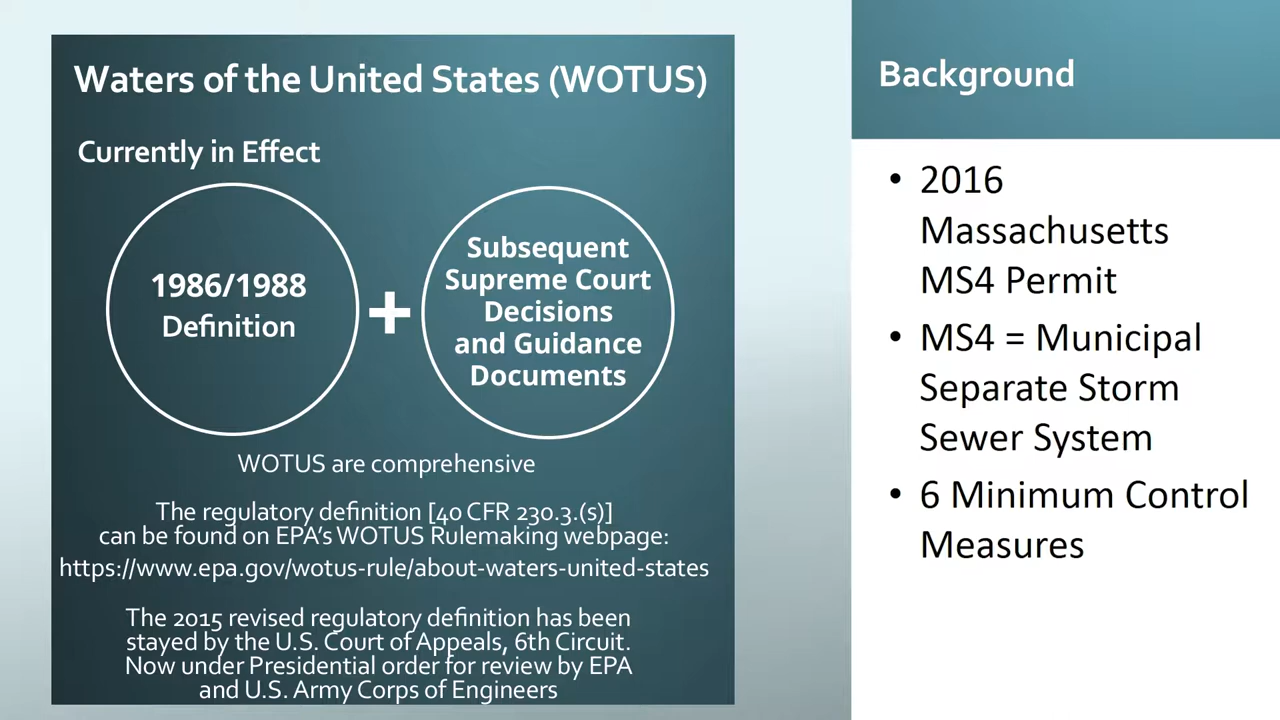 Waters of the United States (WOTUS)
Currently in Effect
1986/1988
Definition
+
Subsequent
Supreme Court
Decisions
and Guidance
Documents
WOTUS are comprehensive
The regulatory definition [40 CFR 230.3.(s)]
can be found on EPA's WOTUS Rulemaking webpage:
https://www.epa.gov/wotus-rule/about-waters-united-states
The 2015 revised regulatory definition has been
stayed by the U.S. Court of Appeals, 6th Circuit.
Now under Presidential order for review by EPA
and U.S. Army Corps of Engineers
Background
• 2016
Massachusetts
MS4 Permit
• MS4 = Municipal
Separate Storm
Sewer System
• 6 Minimum Control
Measures